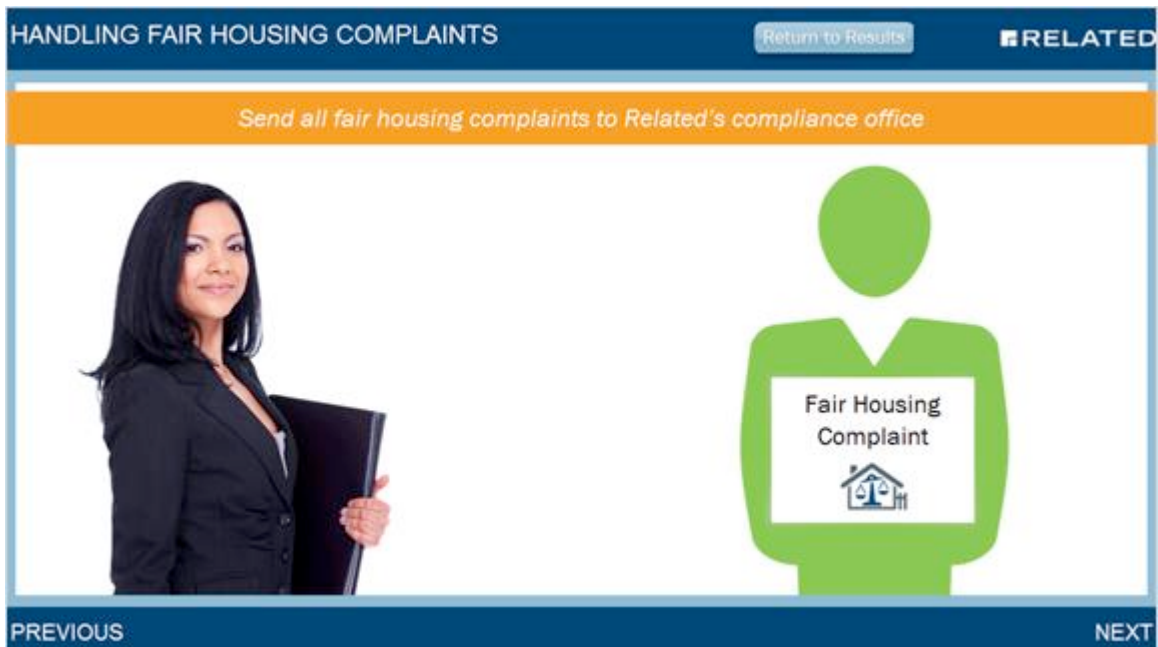 HANDLING FAIR HOUSING COMPLAINTS
Return to Results
RELATED
Send all fair housing complaints to Related's compliance office
Fair Housing
Complaint
PREVIOUS
NEXT